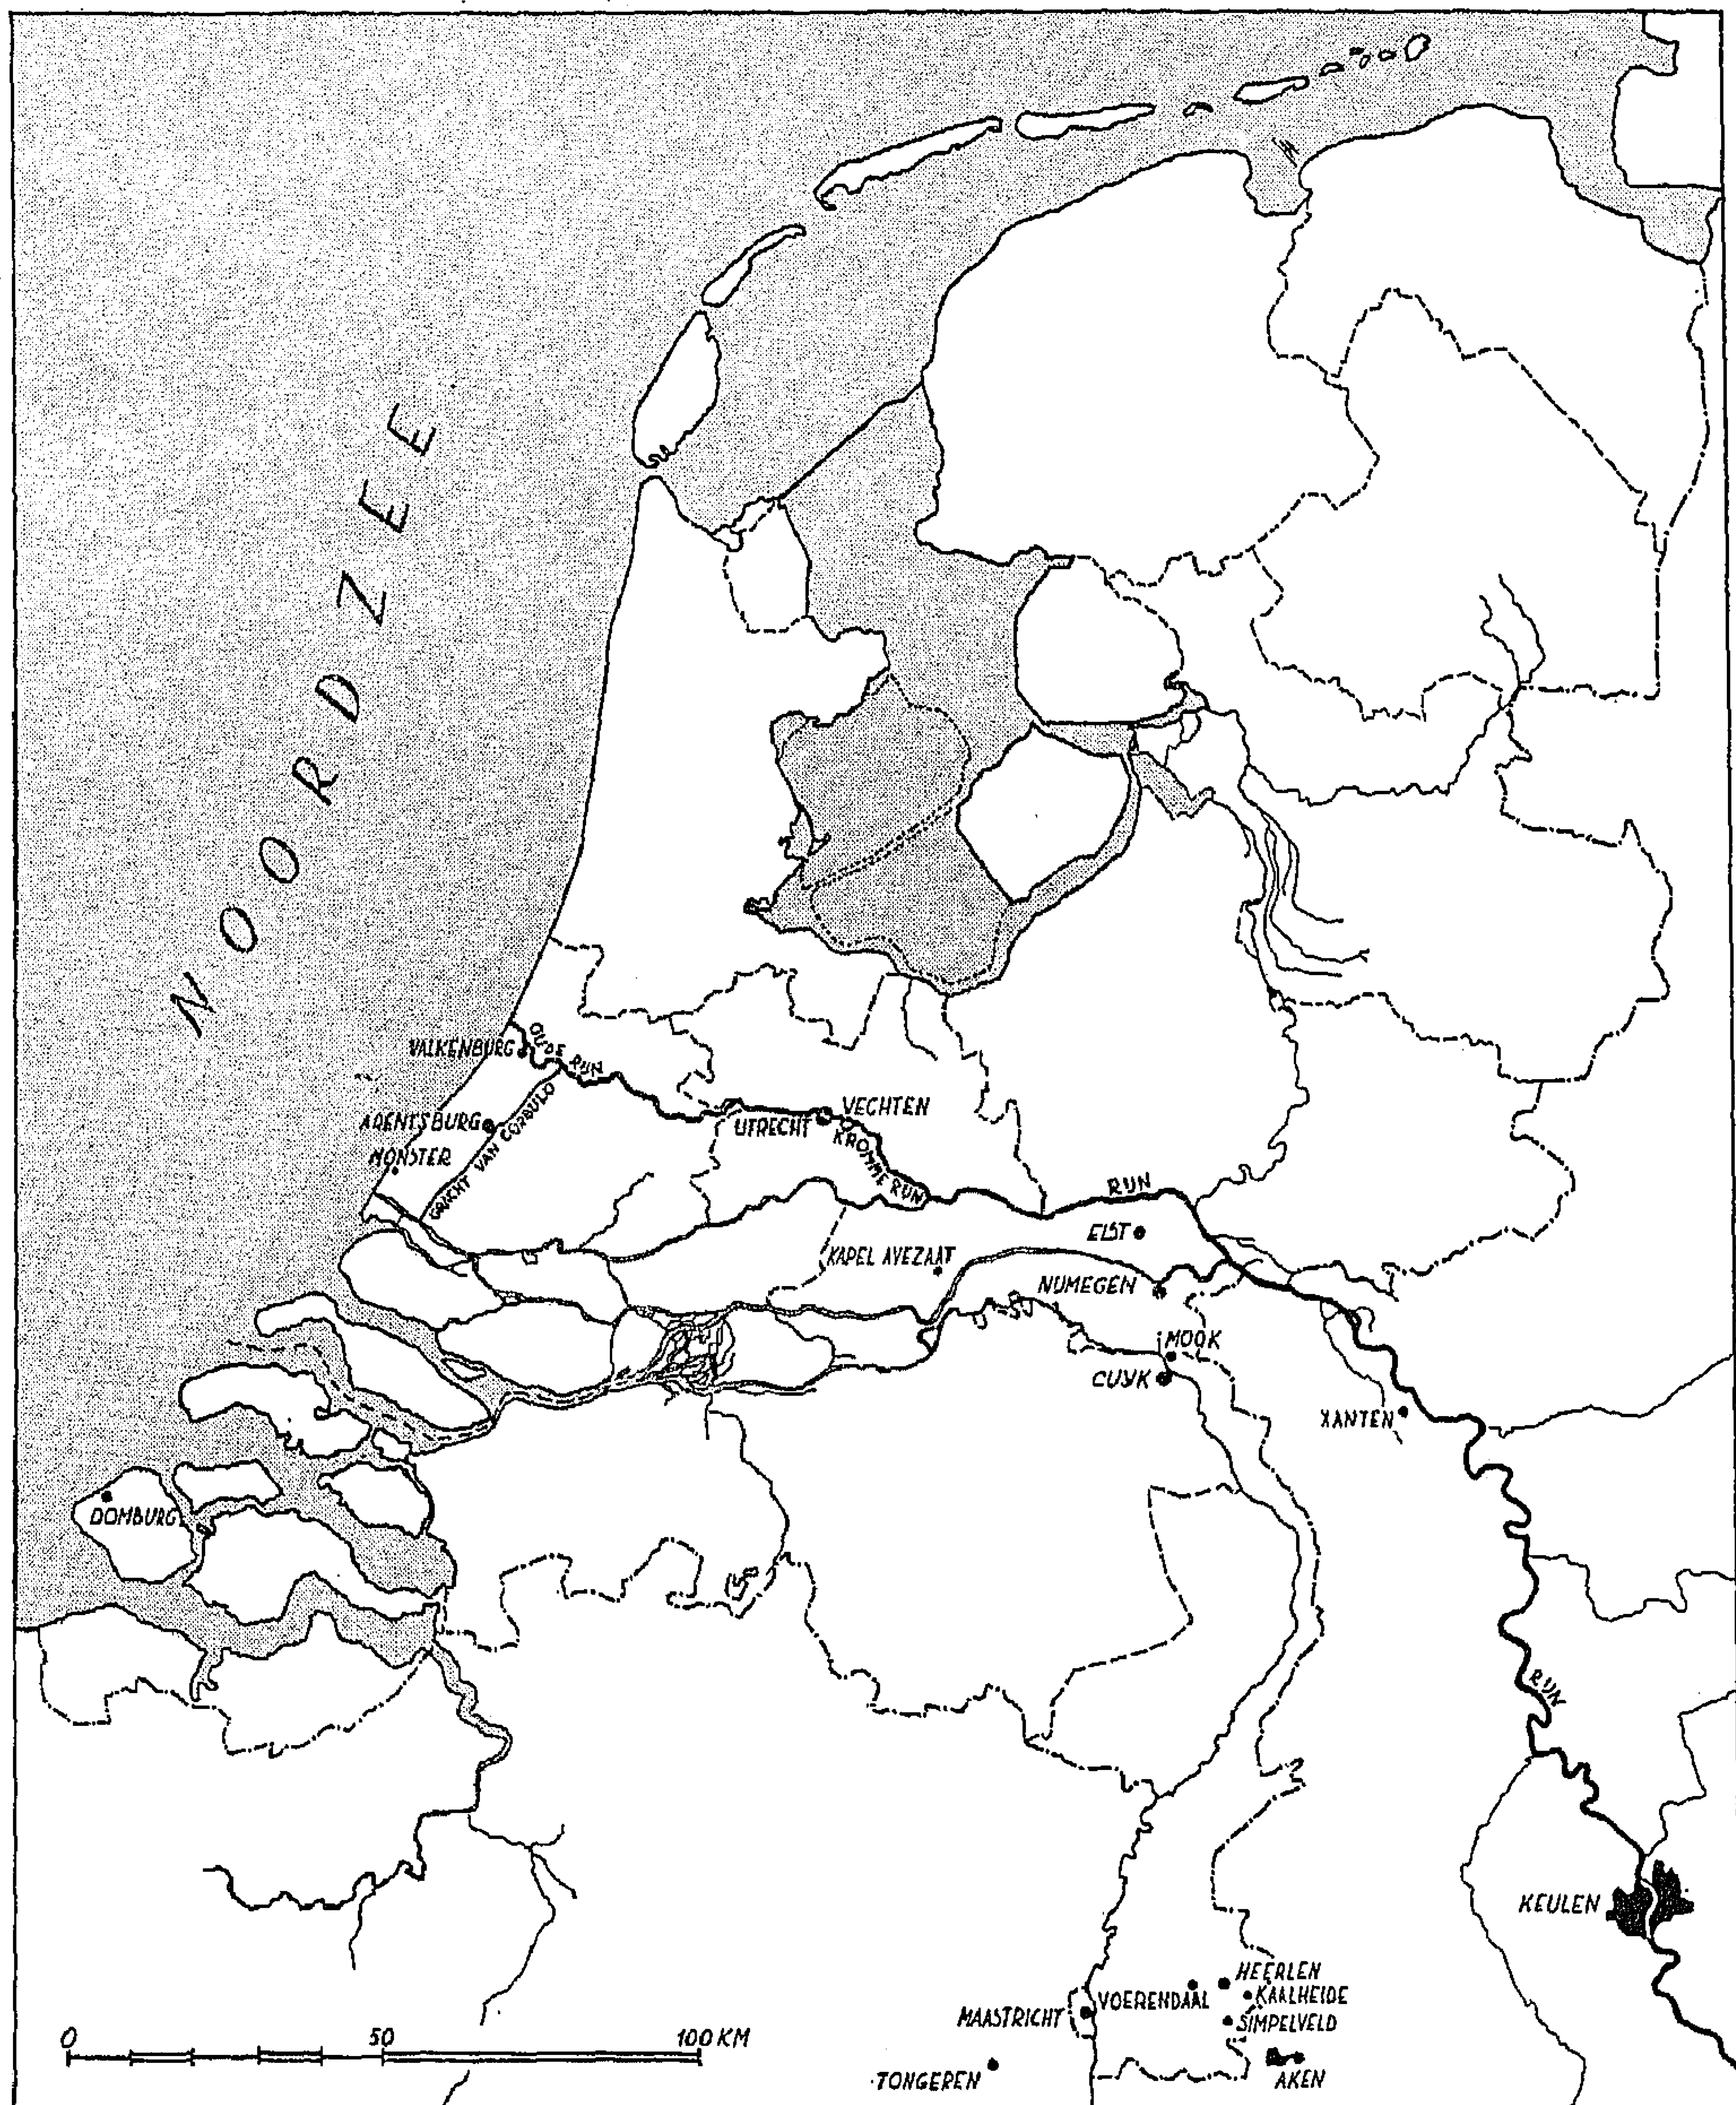 NOORDZEE
OUDE RIJN
VALKENBURG
ARENTSBURG
MONSTER
GRACHT VAN CORBULO
VECHTEN
UTRECHT
KROMME RIJN
RIJN
ELST
KAPEL AVEZAAT
NIJMEGEN
MOOK
CUYK
XANTEN
DOMBURG
RIJN
KEULEN
HEERLEN
VOERENDAAL
KAALHEIDE
MAASTRICHT
SIMPELVELD
TONGEREN
AKEN
0 50 100 KM